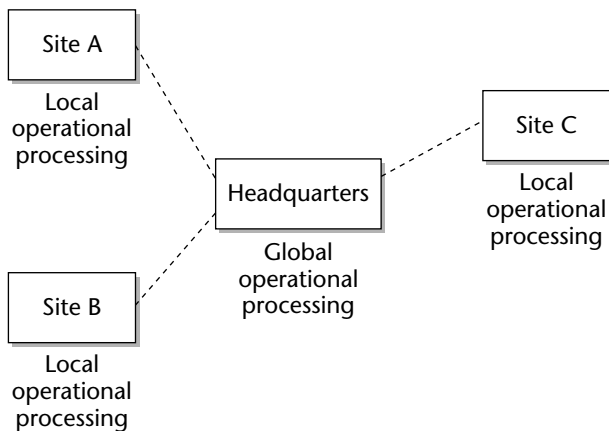 Site A
Local
operational
processing
Site C
Local
operational
processing
Headquarters
Global
operational
processing
Site B
Local
operational
processing